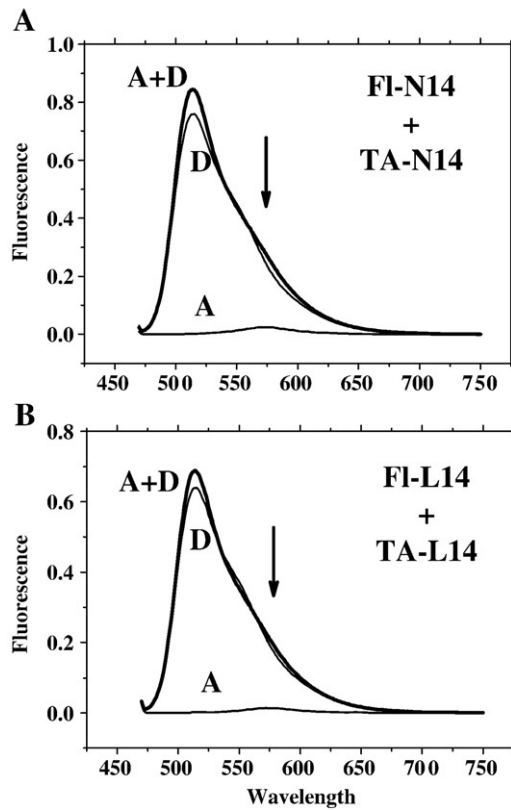 A
Fluorescence
1.0
0.8
0.6
0.4
0.2
0.0
A+D
D
A
Fl-N14
+
TA-N14
450 500 550 600 650 700 750
B
Fluorescence
0.8
0.6
0.4
0.2
0.0
A+D
D
A
Fl-L14
+
TA-L14
450 500 550 600 650 700 750
Wavelength